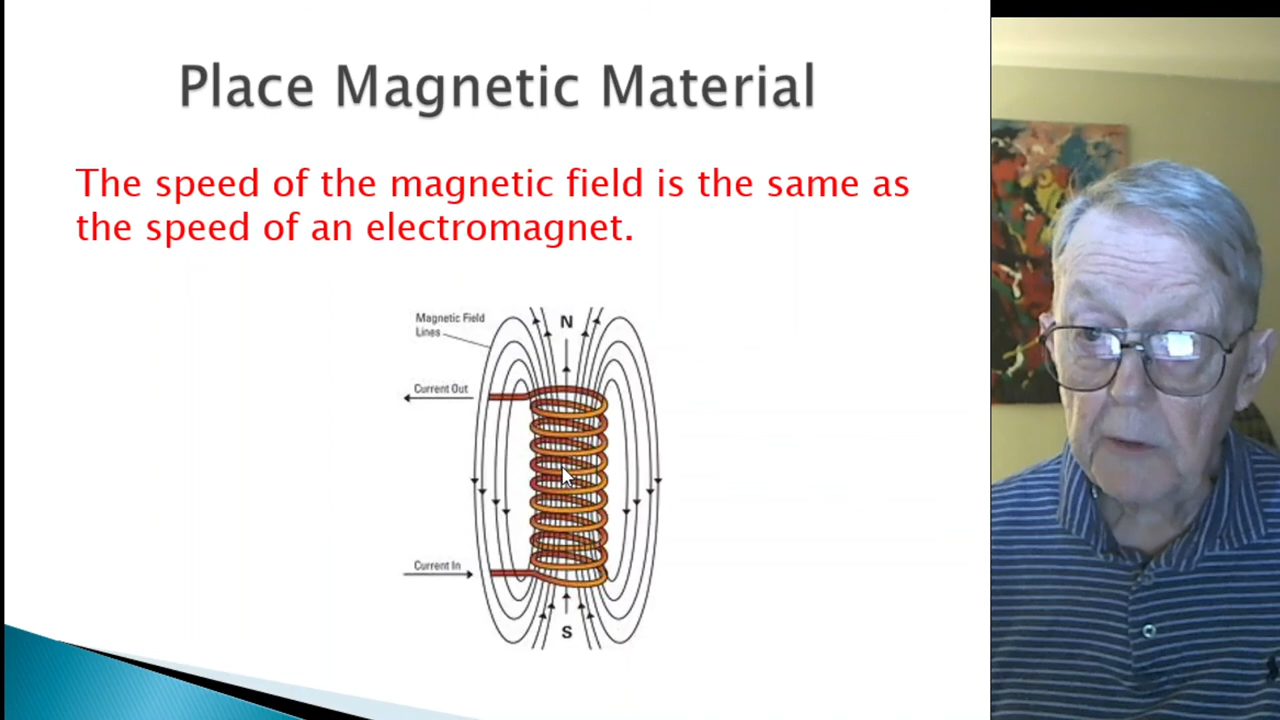 Place Magnetic Material
The speed of the magnetic field is the same as
the speed of an electromagnet.
Magnetic Field
Lines
N
Current Out
Current In
S